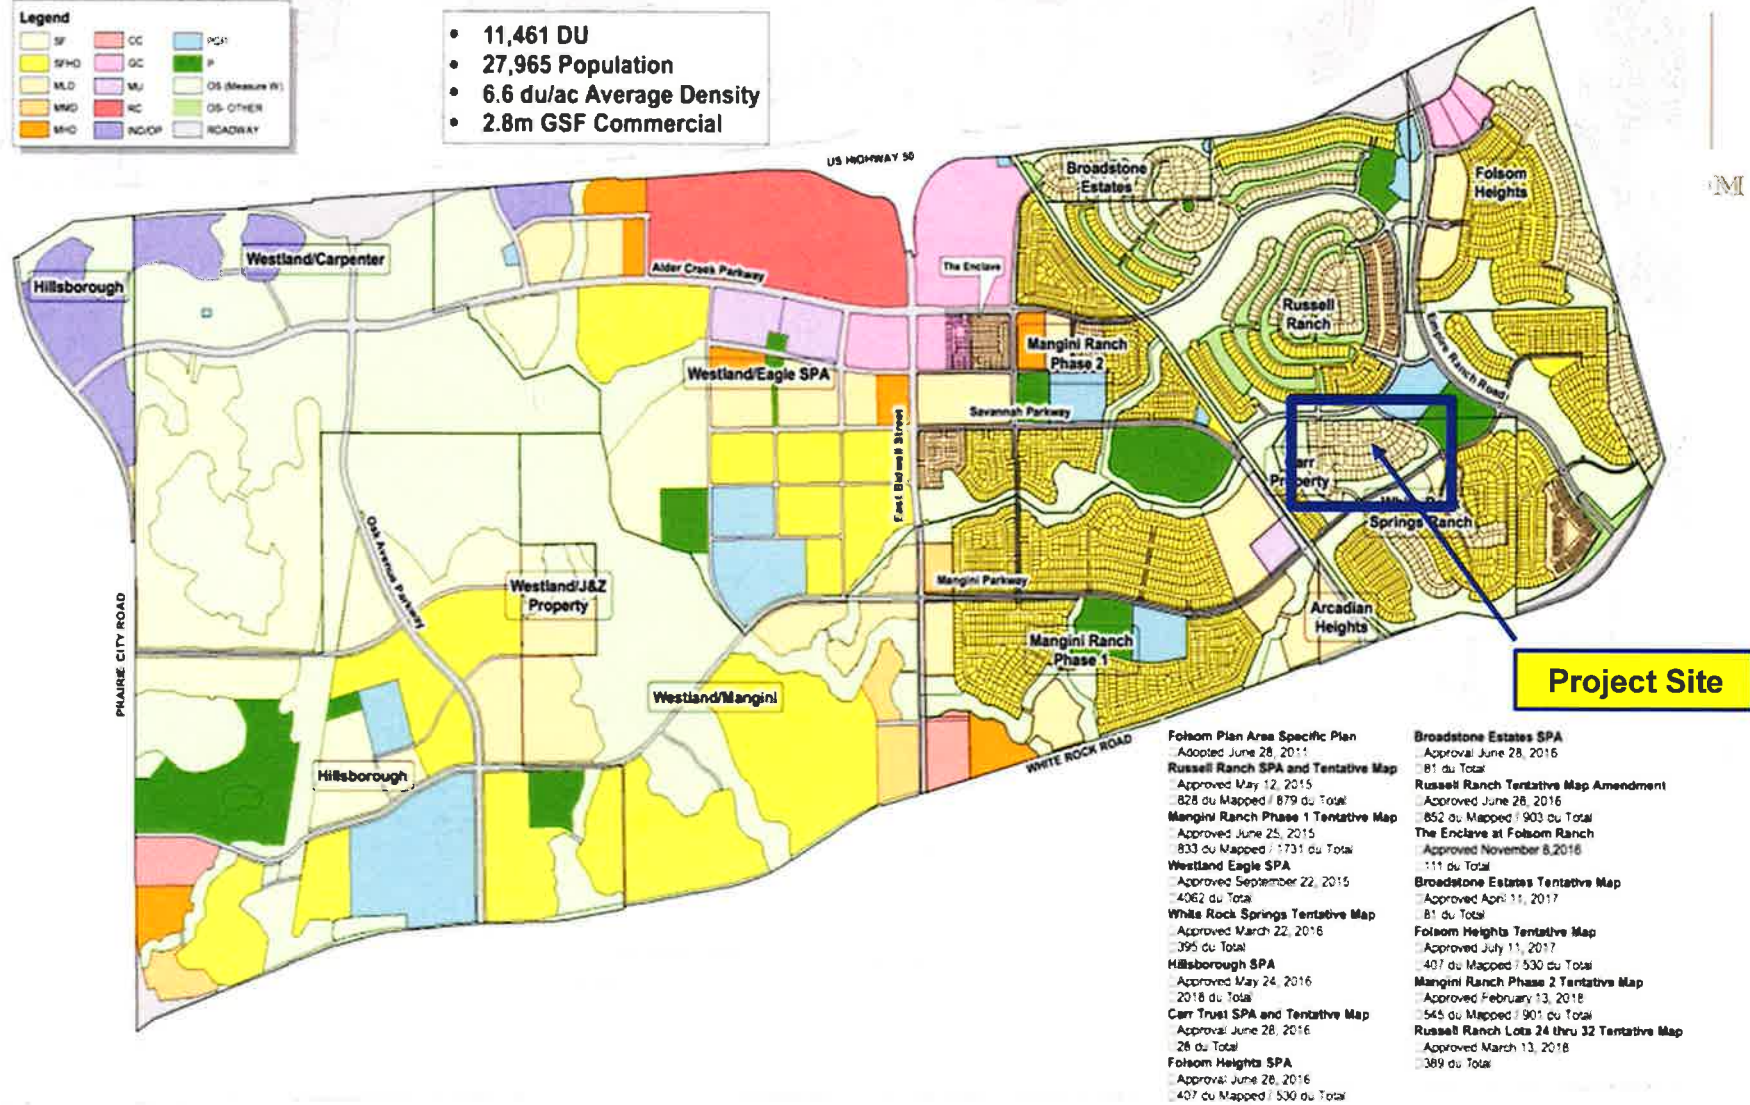 Legend
SF
SFHD
MLD
MMD
MHD
CC
GC
MU
RC
IND/OP
PQP
P
OS (Measure W)
OS- OTHER
ROADWAY
• 11,461 DU
• 27,965 Population
• 6.6 du/ac Average Density
• 2.8m GSF Commercial
US HIGHWAY 50
Broadstone
Estates
Folsom
Heights
Westland/Carpenter
Hillsborough
Alder Creek Parkway
The Enclave
Russell
Ranch
Mangini Ranch
Phase 2
Empire Ranch Road
Westland/Eagle SPA
Savannah Parkway
East Bidwell Street
Property
Springs Ranch
Oak Avenue Parkway
Westland/J&Z
Property
Mangini Parkway
PRAIRIE CITY ROAD
Arcadian
Heights
Mangini Ranch
Phase 1
Westland/Mangini
Project Site
Hillsborough
WHITE ROCK ROAD
Folsom Plan Area Specific Plan
Adopted June 28, 2011
Russell Ranch SPA and Tentative Map
Approved May 12, 2015
828 du Mapped / 879 du Total
Mangini Ranch Phase 1 Tentative Map
Approved June 25, 2015
833 du Mapped / 1731 du Total
Westland Eagle SPA
Approved September 22, 2015
4062 du Total
White Rock Springs Tentative Map
Approved March 22, 2016
395 du Total
Hillsborough SPA
Approved May 24, 2016
2018 du Total
Carr Trust SPA and Tentative Map
Approval June 28, 2016
28 du Total
Folsom Heights SPA
Approval June 28, 2016
407 du Mapped / 530 du Total
Broadstone Estates SPA
Approval June 28, 2016
81 du Total
Russell Ranch Tentative Map Amendment
Approved June 28, 2016
852 du Mapped / 903 du Total
The Enclave at Folsom Ranch
Approved November 8,2016
111 du Total
Broadstone Estates Tentative Map
Approved April 11, 2017
81 du Total
Folsom Heights Tentative Map
Approved July 11, 2017
407 du Mapped / 530 du Total
Mangini Ranch Phase 2 Tentative Map
Approved February 13, 2018
545 du Mapped / 901 du Total
Russell Ranch Lots 24 thru 32 Tentative Map
Approved March 13, 2018
389 du Total